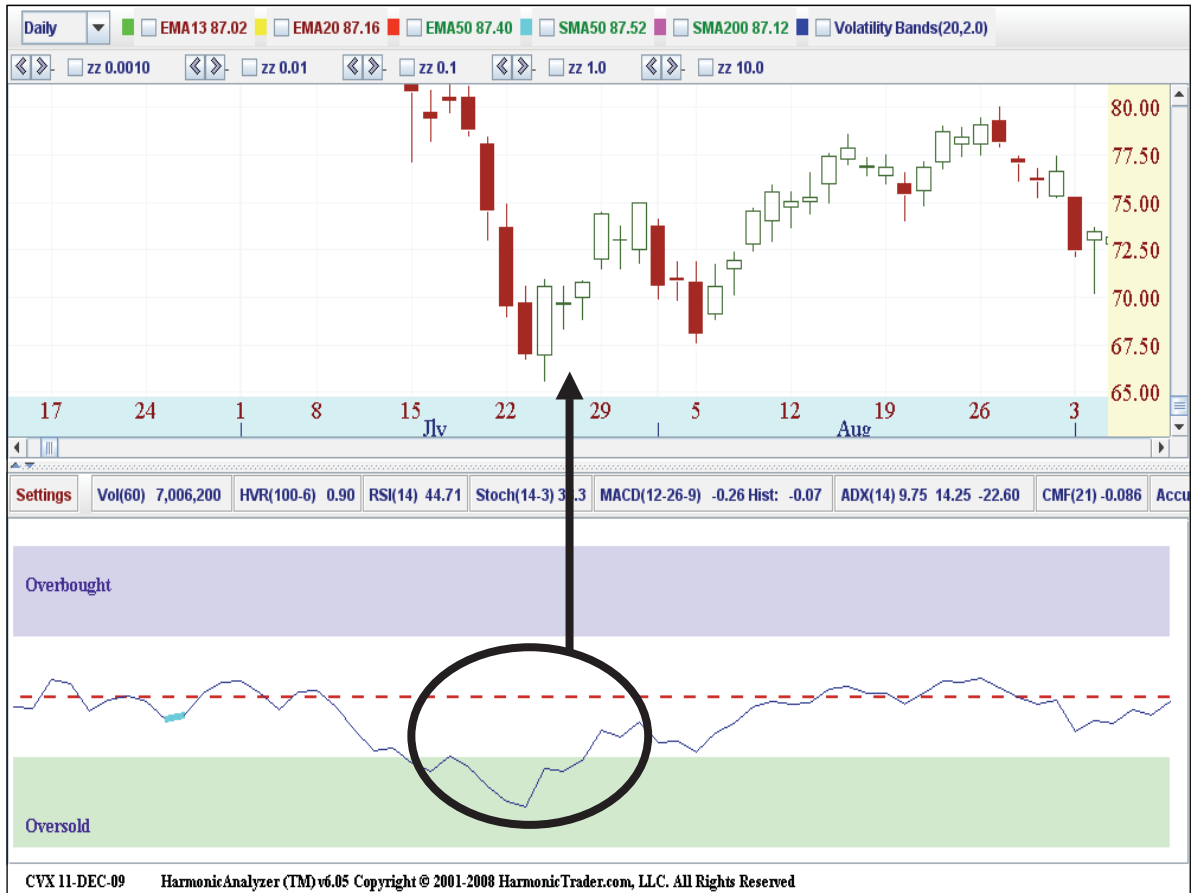 Daily EMA13 87.02 EMA20 87.16 EMA50 87.40 SMA50 87.52 SMA200 87.12 Volatility Bands(20,2.0)
zz 0.0010 zz 0.01 zz 0.1 zz 1.0 zz 10.0
80.00
77.50
75.00
72.50
70.00
67.50
65.00
17 24 1 8 15 22 29 5 12 19 26 3
Jly Aug
Settings Vol(60) 7,006,200 HVR(100-6) 0.90 RSI(14) 44.71 Stoch(14-3) MACD(12-26-9) -0.26 Hist: -0.07 ADX(14) 9.75 14.25 -22.60 CMF(21) -0.086 Accu
Overbought
Oversold
CVX 11-DEC-09 HarmonicAnalyzer (TM) v6.05 Copyright © 2001-2008 HarmonicTrader.com, LLC. All Rights Reserved